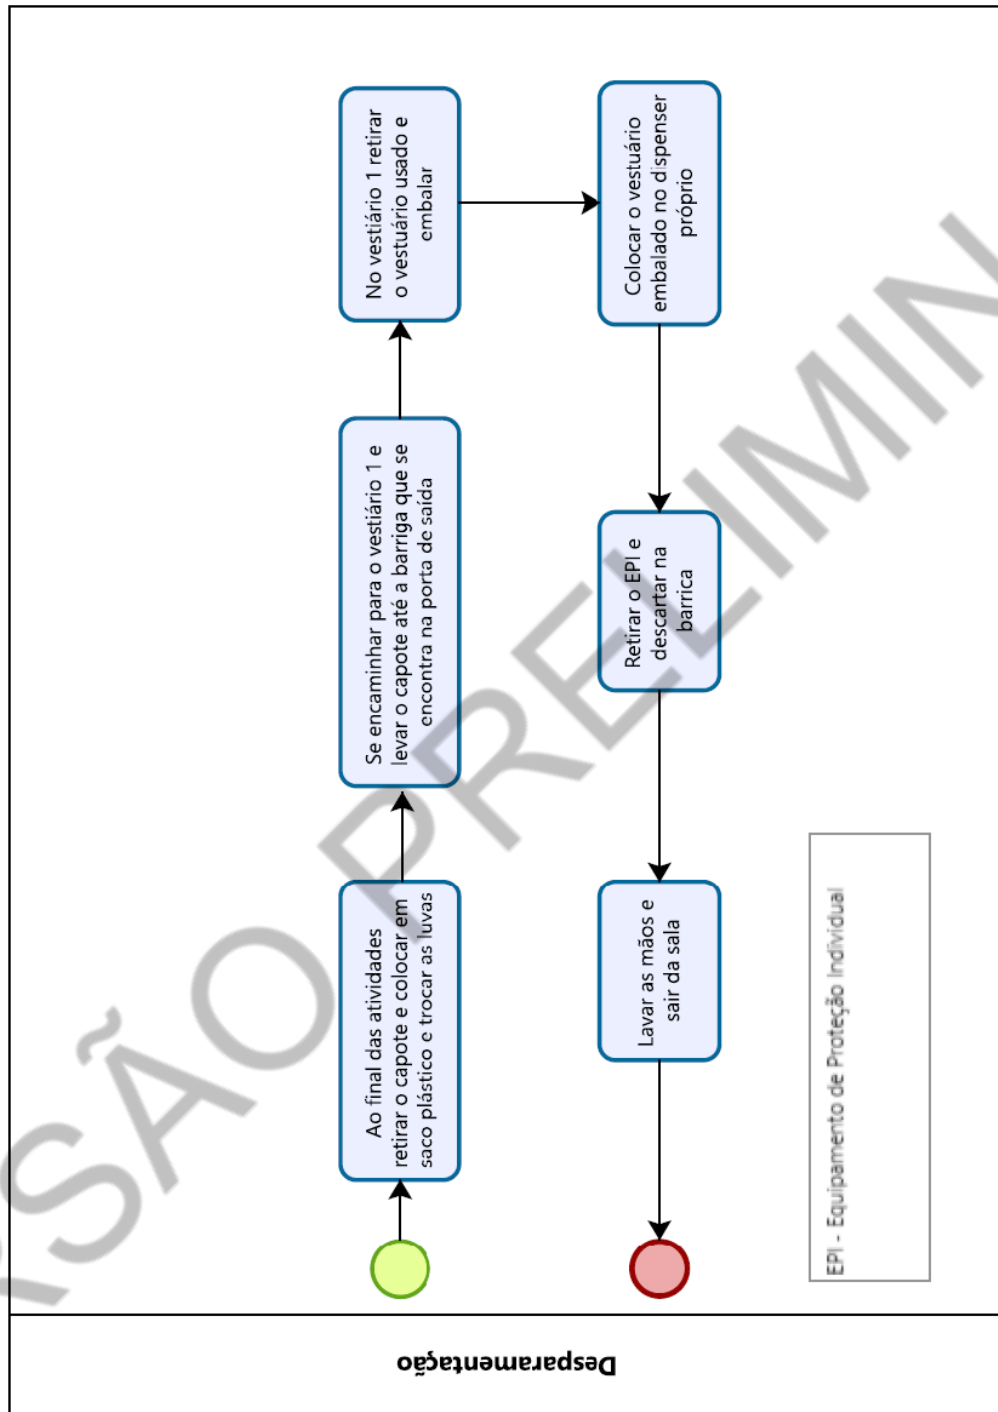 Desparamentaçã
Ao final das atividades
retirar o capote e colocar em
saco plástico e trocar as luvas
Se encaminhar para o vestiário 1 e
levar o capote até a barriga que se
encontra na porta de saída
No vestiário 1 retirar
o vestuário usado e
embalar
Colocar o vestuário
embalado no dispenser
próprio
Retirar o EPI e
descartar na
barrica
Lavar as mãos e
sair da sala
EPI - Equipamento de Proteção Individual
RSÃO PRELIMIN